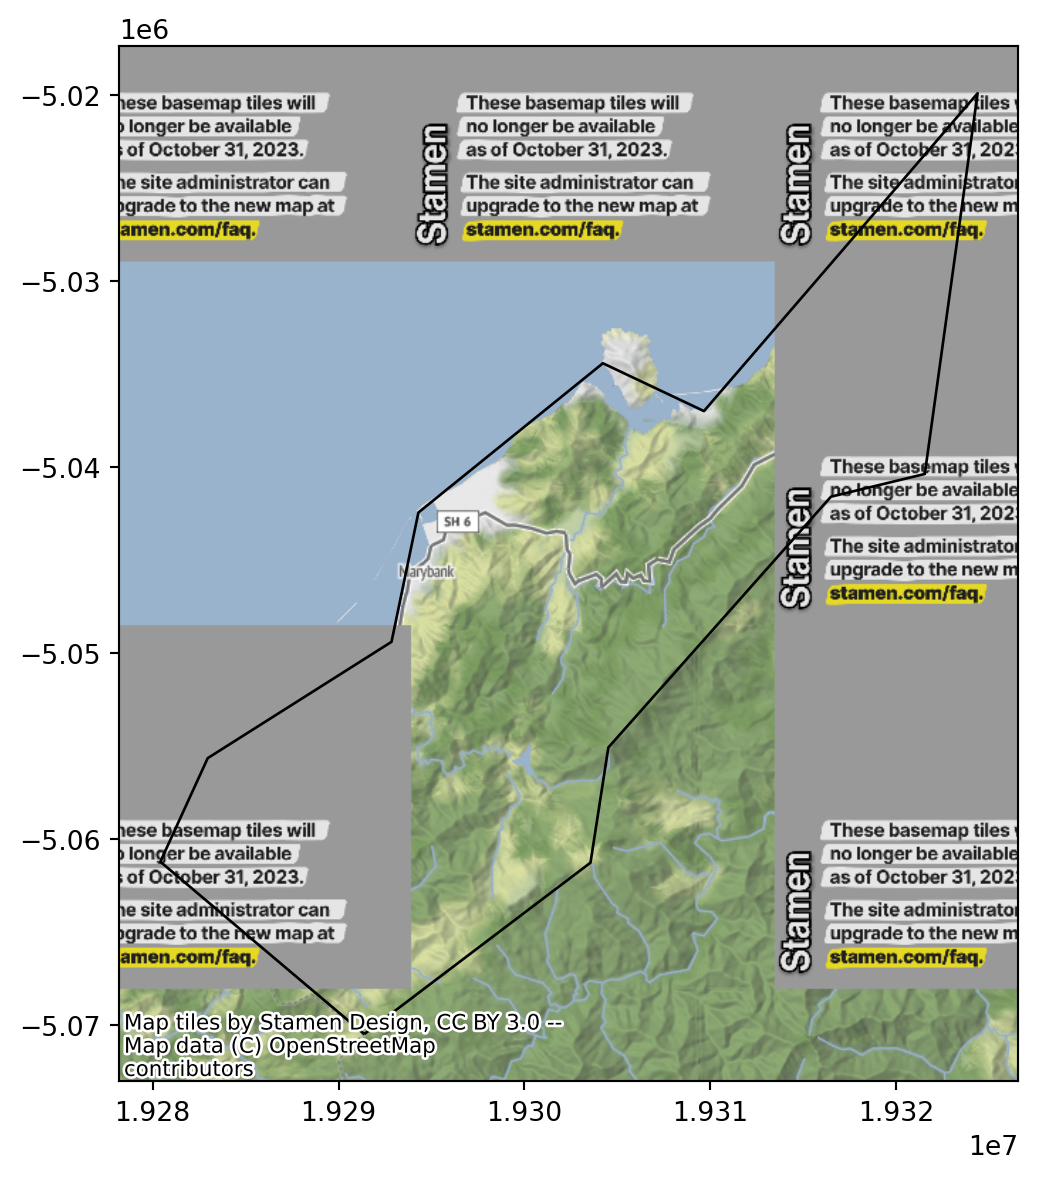 1e6
−5.02
−5.03
−5.04
−5.05
−5.06
−5.07
hese basemap tiles will
o longer be available
s of October 31, 2023.
he site administrator can
pgrade to the new map at
amen.com/faq.
Stamen
These basemap tiles will
no longer be available
as of October 31, 2023.
The site administrator can
upgrade to the new map at
stamen.com/faq.
Stamen
These basemap tiles w
no longer be available
as of October 31, 202
The site administrator
upgrade to the new m
stamen.com/faq.
SH 6
Marybank
Stamen
These basemap tiles w
no longer be available
as of October 31, 202
The site administrator
upgrade to the new m
stamen.com/faq.
hese basemap tiles will
o longer be available
s of October 31, 2023.
he site administrator can
pgrade to the new map at
amen.com/faq.
Stamen
These basemap tiles w
no longer be available
as of October 31, 202
The site administrator
upgrade to the new m
stamen.com/faq.
Map tiles by Stamen Design, CC BY 3.0 --
Map data (C) OpenStreetMap
contributors
1.928 1.929 1.930 1.931 1.932
1e7